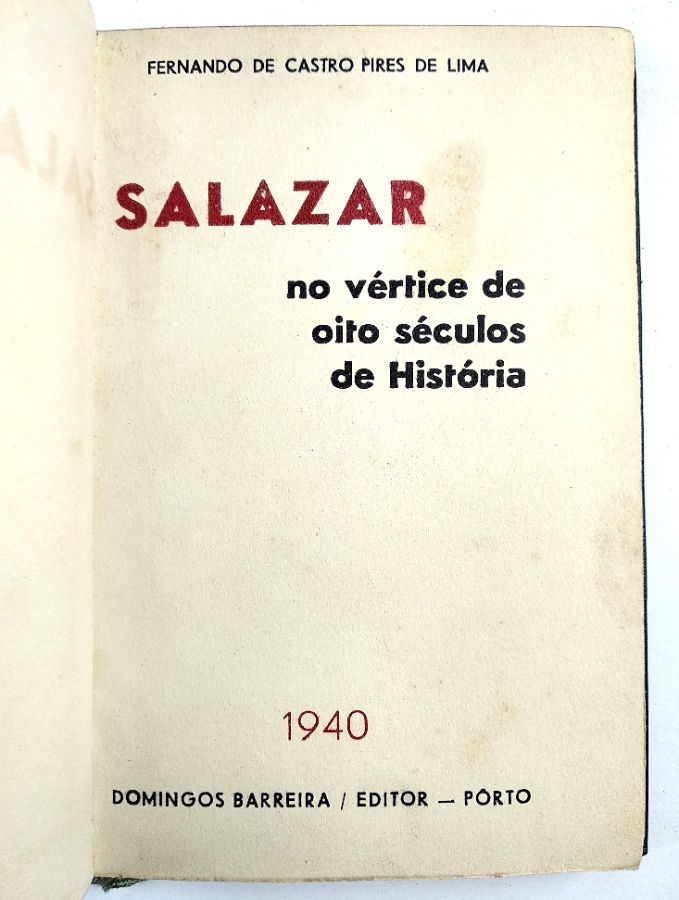 FERNANDO DE CASTRO PIRES DE LIMA
SALAZAR
no vértice de
oito séculos
de História
1940
DOMINGOS BARREIRA / EDITOR — PÔRTO